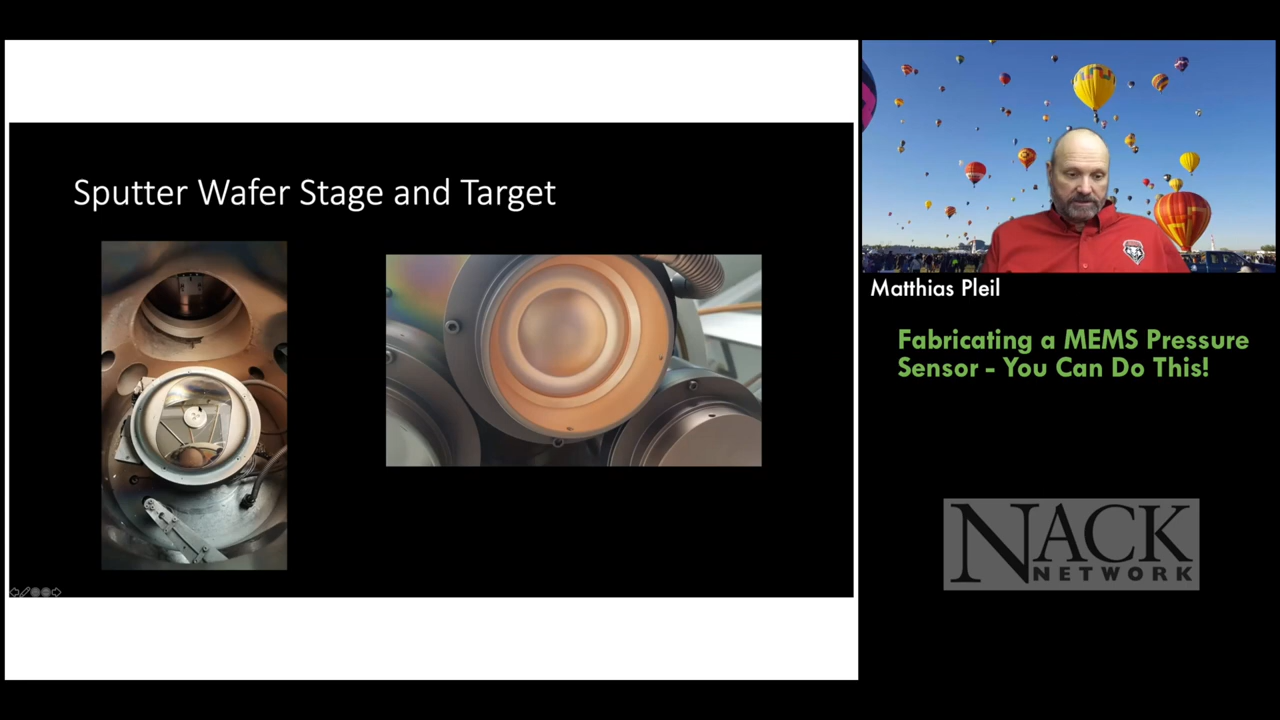 Sputter Wafer Stage and Target
Matthias Pleil
Fabricating a MEMS Pressure
Sensor - You Can Do This!
NACK
NETWORK